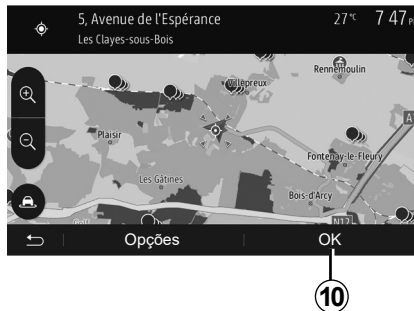 5, Avenue de l'Espérance
Les Clayes-sous-Bois
27 °C
7 47
Rennemoulin
Villepreux
Plaisir
Fontenay-le-Fleury
Les Gâtines
Bois-d'Arcy
N12
Opções
OK
10